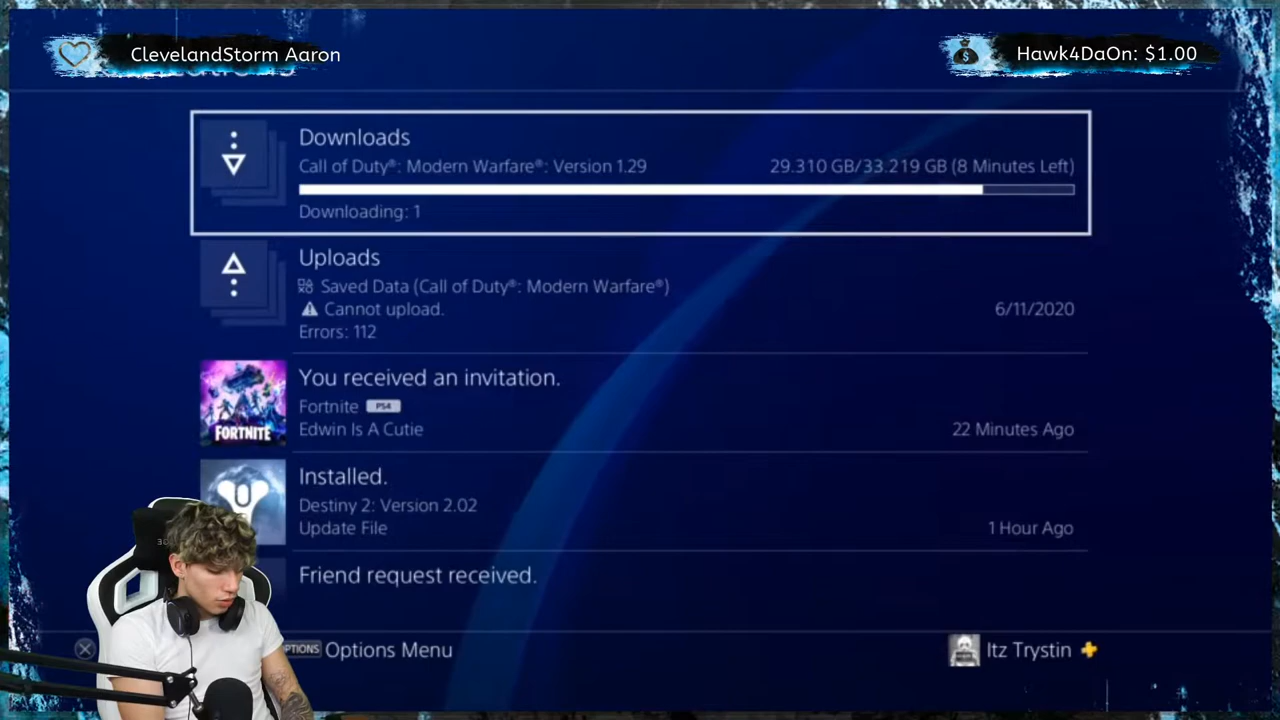 ClevelandStorm Aaron
Hawk4DaOn: $1.00
Downloads
Call of Duty®: Modern Warfare®: Version 1.29
29.310 GB/33.219 GB (8 Minutes Left)
Downloading: 1
Uploads
Saved Data (Call of Duty®: Modern Warfare®)
Cannot upload.
6/11/2020
Errors: 112
You received an invitation.
Fortnite PS4
Edwin Is A Cutie
22 Minutes Ago
FORTNITE
Installed.
Destiny 2: Version 2.02
Update File
1 Hour Ago
Friend request received.
OPTIONS Options Menu
Itz Trystin